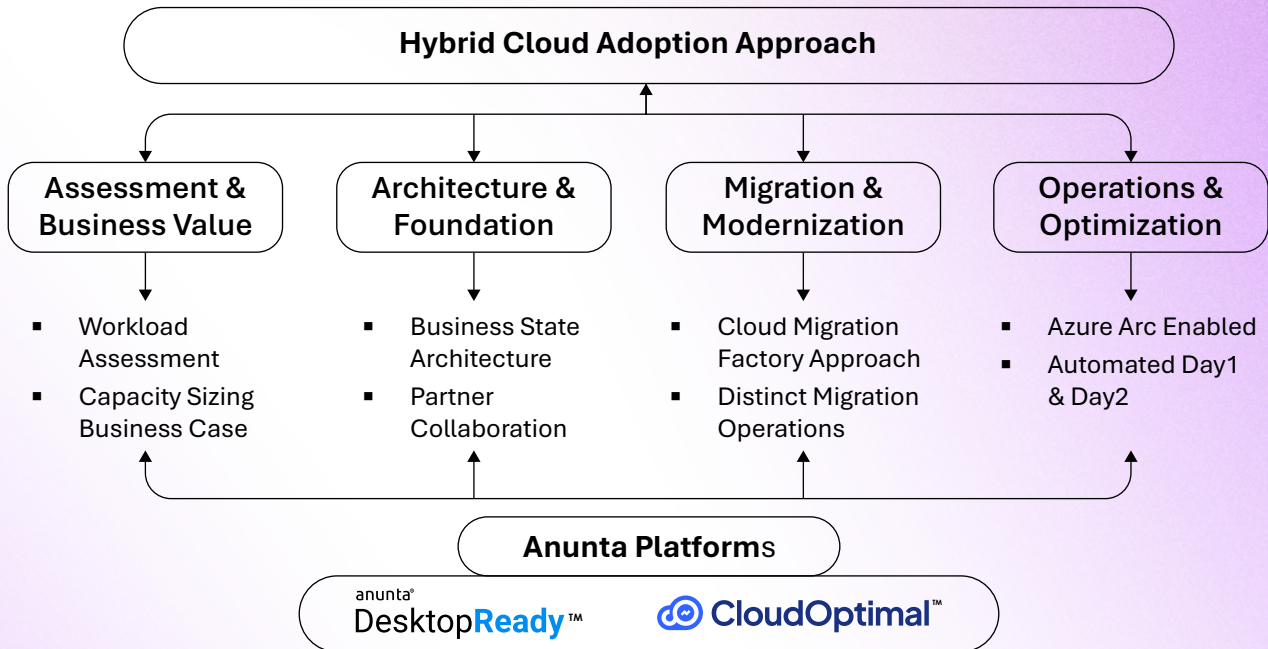 Hybrid Cloud Adoption Approach
Assessment &
Business Value
Architecture &
Foundation
Migration &
Modernization
Operations &
Optimization
▪ Workload
Assessment
▪ Capacity Sizing
Business Case
▪ Business State
Architecture
▪ Partner
Collaboration
▪ Cloud Migration
Factory Approach
▪ Distinct Migration
Operations
▪ Azure Arc Enabled
▪ Automated Day1
& Day2
Anunta Platforms
anunta®
DesktopReady™
CloudOptimal™